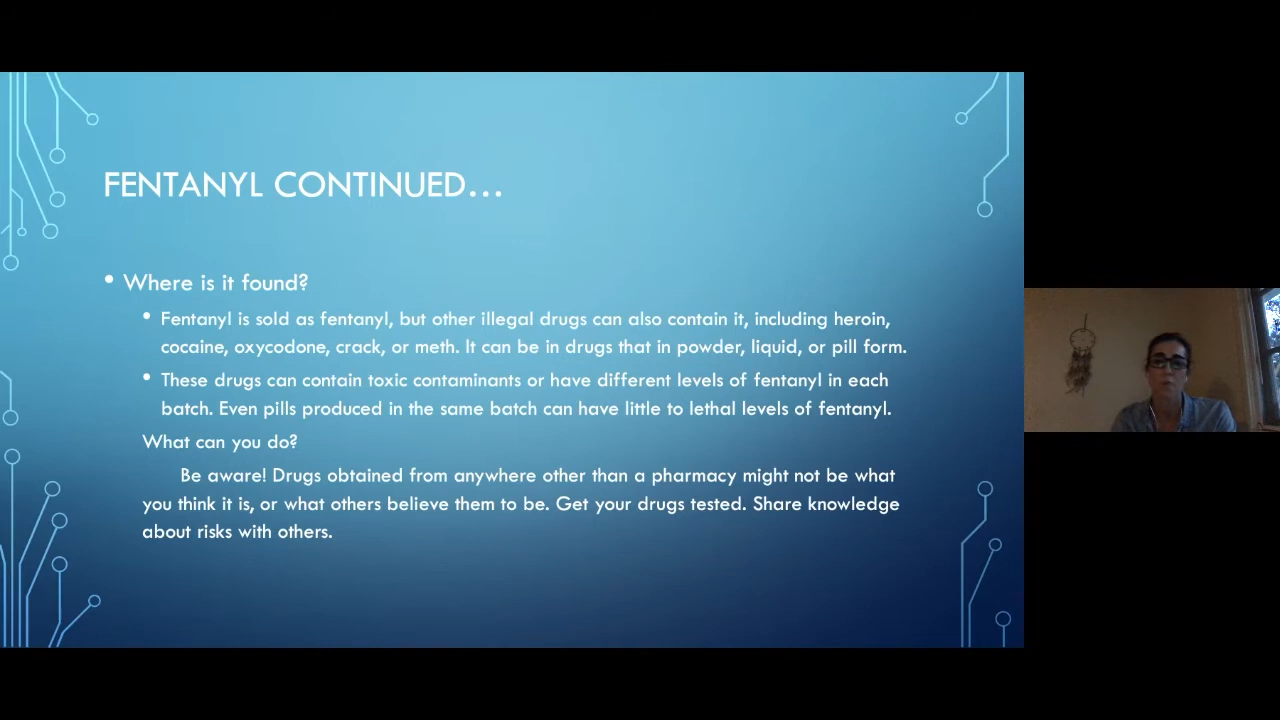 FENTANYL CONTINUED...
• Where is it found?
• Fentanyl is sold as fentanyl, but other illegal drugs can also contain it, including heroin,
cocaine, oxycodone, crack, or meth. It can be in drugs that in powder, liquid, or pill form.
• These drugs can contain toxic contaminants or have different levels of fentanyl in each
batch. Even pills produced in the same batch can have little to lethal levels of fentanyl.
What can you do?
Be aware! Drugs obtained from anywhere other than a pharmacy might not be what
you think it is, or what others believe them to be. Get your drugs tested. Share knowledge
about risks with others.